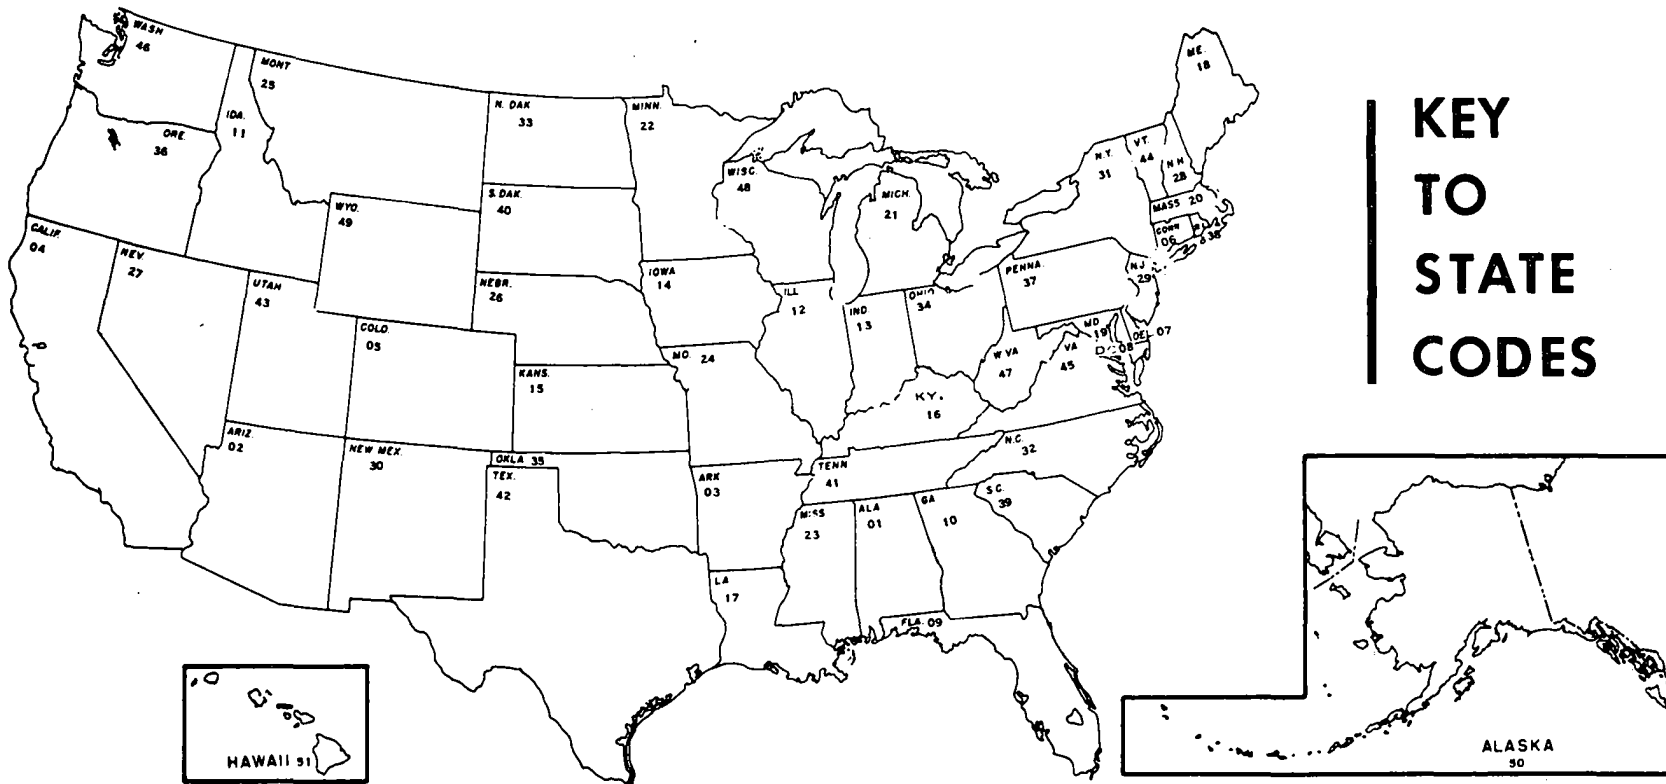 WASH
46
MONT
25
IDA.
11
ORE.
36
N. DAK
33
MINN.
22
ME.
18
KEY
TO
STATE
CODES
N.Y.
31
VT.
44
N H
28
MASS 20
CONN
06
38
WISC.
48
MICH.
21
S. DAK.
40
WYO.
49
CALIF.
04
NEV.
27
UTAH
43
NEBR.
26
IOWA
14
ILL
12
IND.
13
OHIO
34
PENNA.
37
N J
29
MD
19
DEL 07
08
COLO.
05
KANS.
15
MO. 24
W VA
47
VA
45
KY.
16
ARIZ.
02
NEW MEX.
30
OKLA 35
TEX.
42
ARK
03
TENN
41
N.C.
32
MISS
23
ALA
01
GA
10
S C.
39
LA
17
FLA. 09
HAWAII 51
ALASKA
50